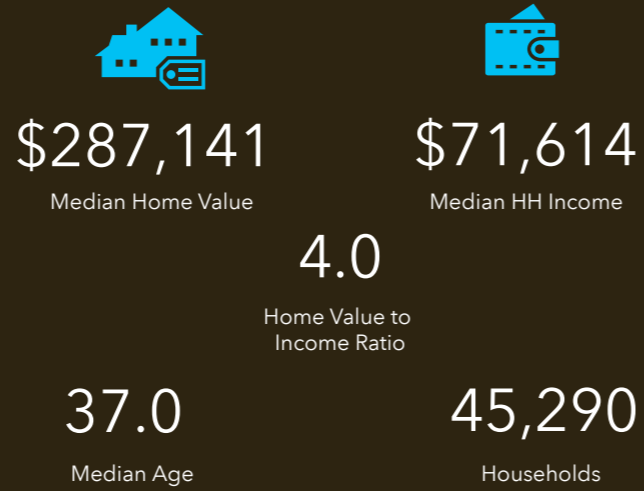 $287,141
Median Home Value
$71,614
Median HH Income
4.0
Home Value to
Income Ratio
37.0
Median Age
45,290
Households